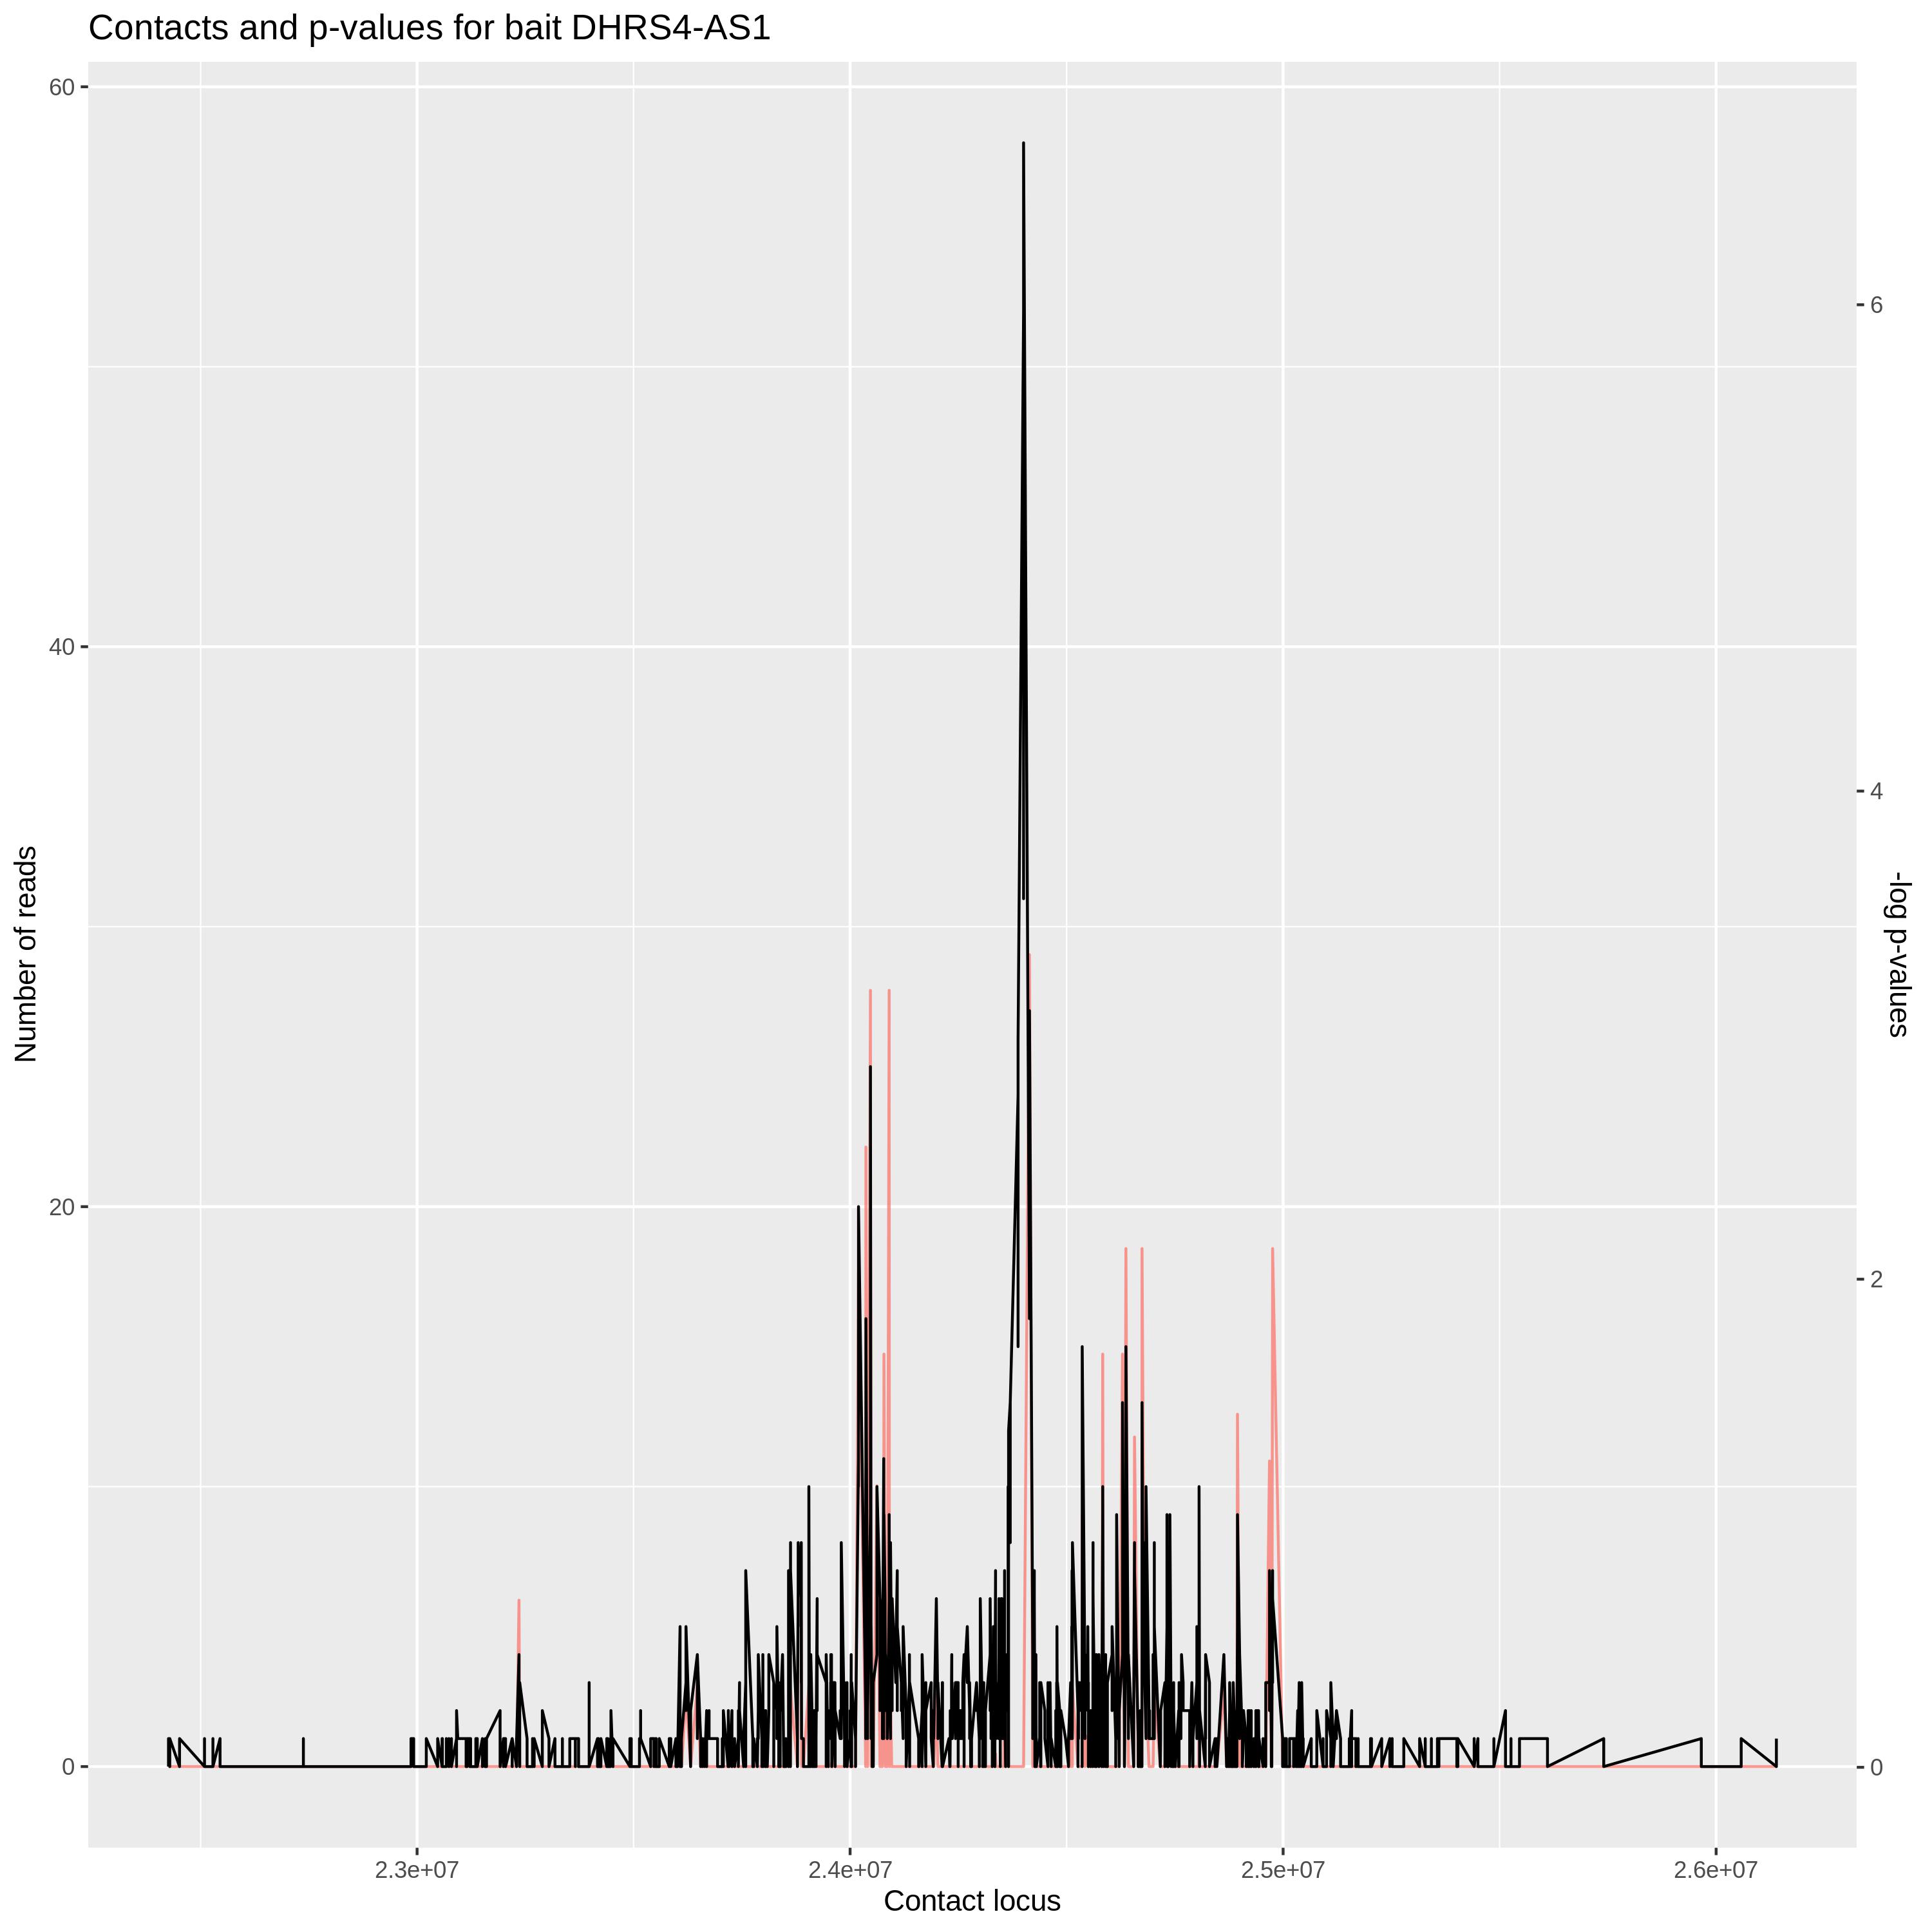 Contacts and p-values for bait DHRS4-AS1
60
40
20
0
Number of reads
6
4
2
0
-log p-values
2.3e+07
2.4e+07
2.5e+07
2.6e+07
Contact locus